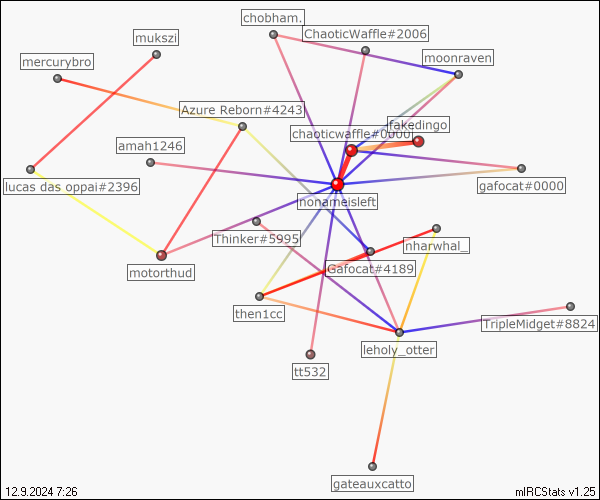 chobham.
ChaoticWaffle#2006
mukszi
mercurybro
moonraven
Azure Reborn#4243
fakedingo
chaoticwaffle#0000
amah1246
lucas das oppai#2396
gafocat#0000
nonameisleft
Thinker#5995
nharwhal_
motorthud
Gafocat#4189
then1cc
TripleMidget#8824
leholy_otter
tt532
gateauxcatto
12.9.2024 7:26
mIRCStats v1.25